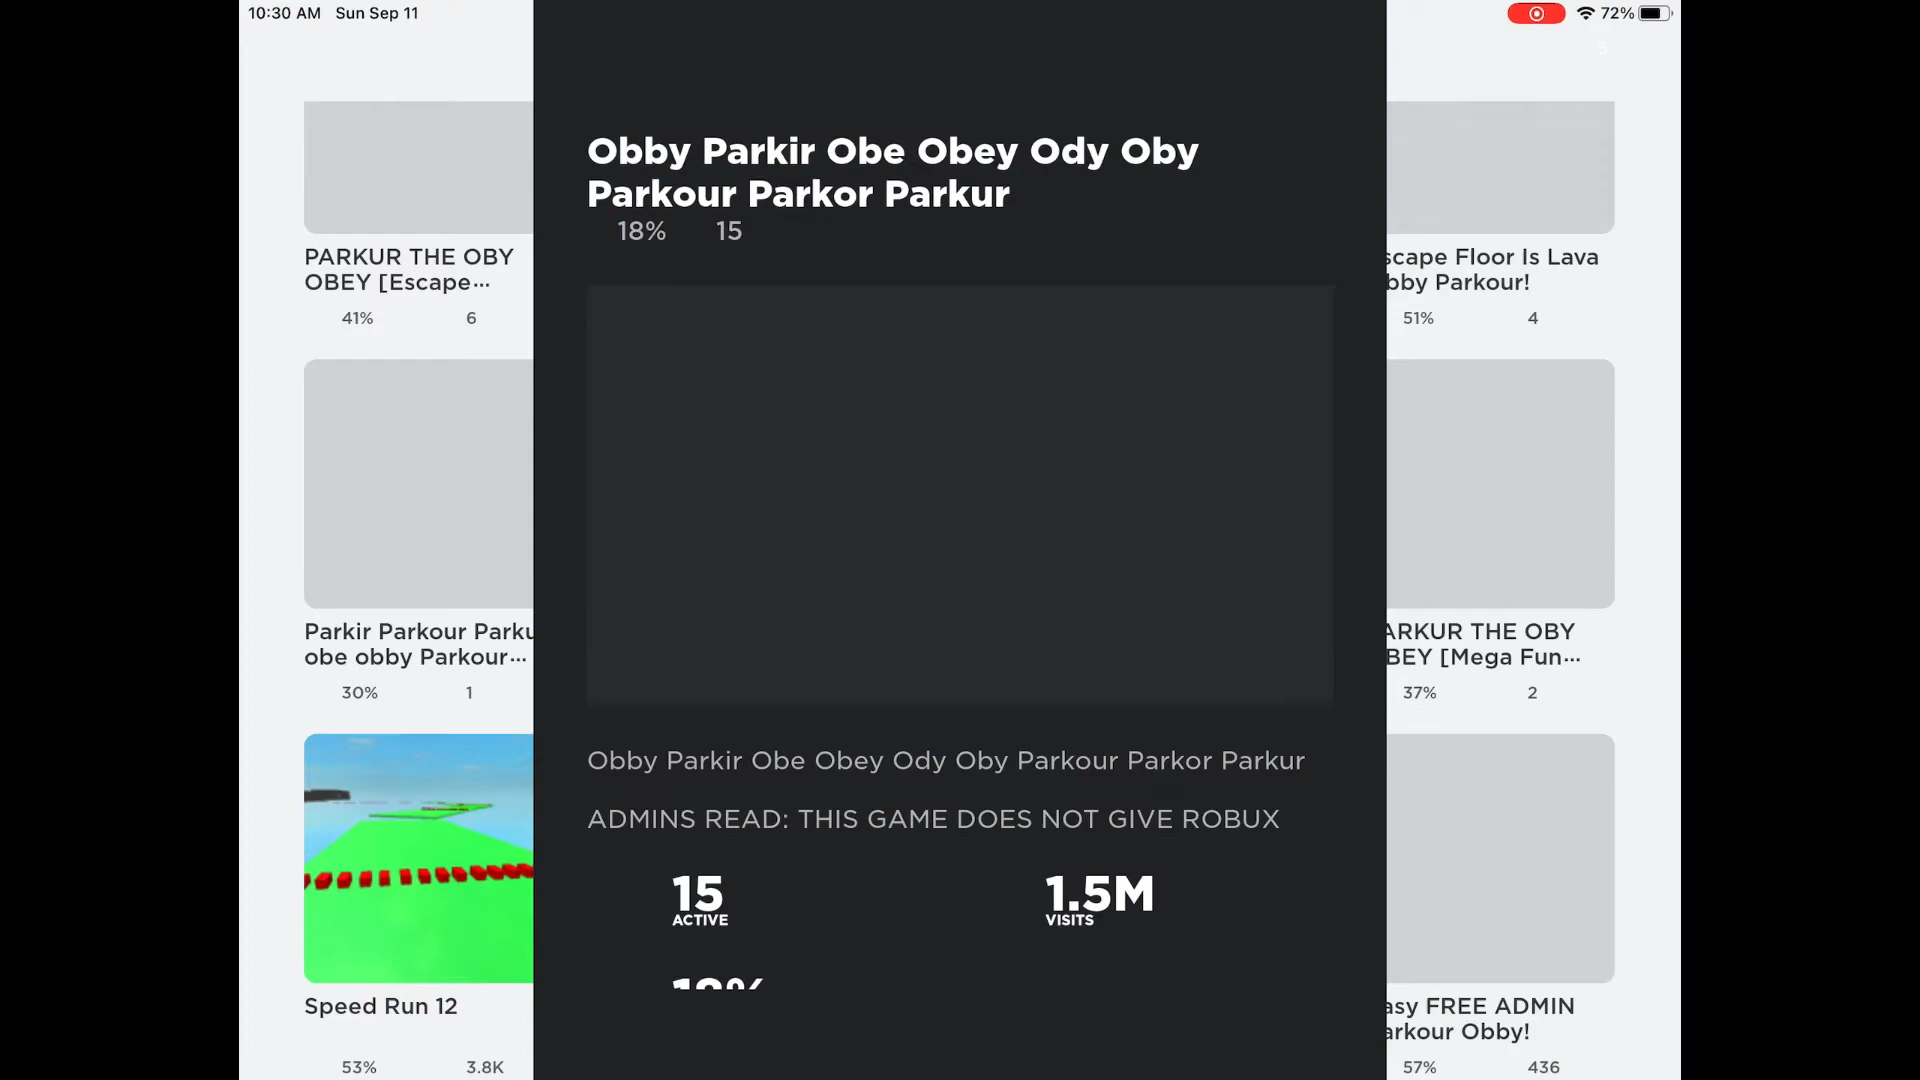 10:30 AM Sun Sep 11
72%
Obby Parkir Obe Obey Ody Oby
Parkour Parkor Parkur
18% 15
PARKUR THE OBY
OBEY [Escape...
41% 6
scape Floor Is Lava
bby Parkour!
51% 4
Parkir Parkour Parku
obe obby Parkour...
30% 1
ARKUR THE OBY
BEY [Mega Fun...
37% 2
Obby Parkir Obe Obey Ody Oby Parkour Parkor Parkur
ADMINS READ: THIS GAME DOES NOT GIVE ROBUX
15
ACTIVE
1.5M
VISITS
18%
Speed Run 12
53% 3.8K
asy FREE ADMIN
arkour Obby!
57% 436